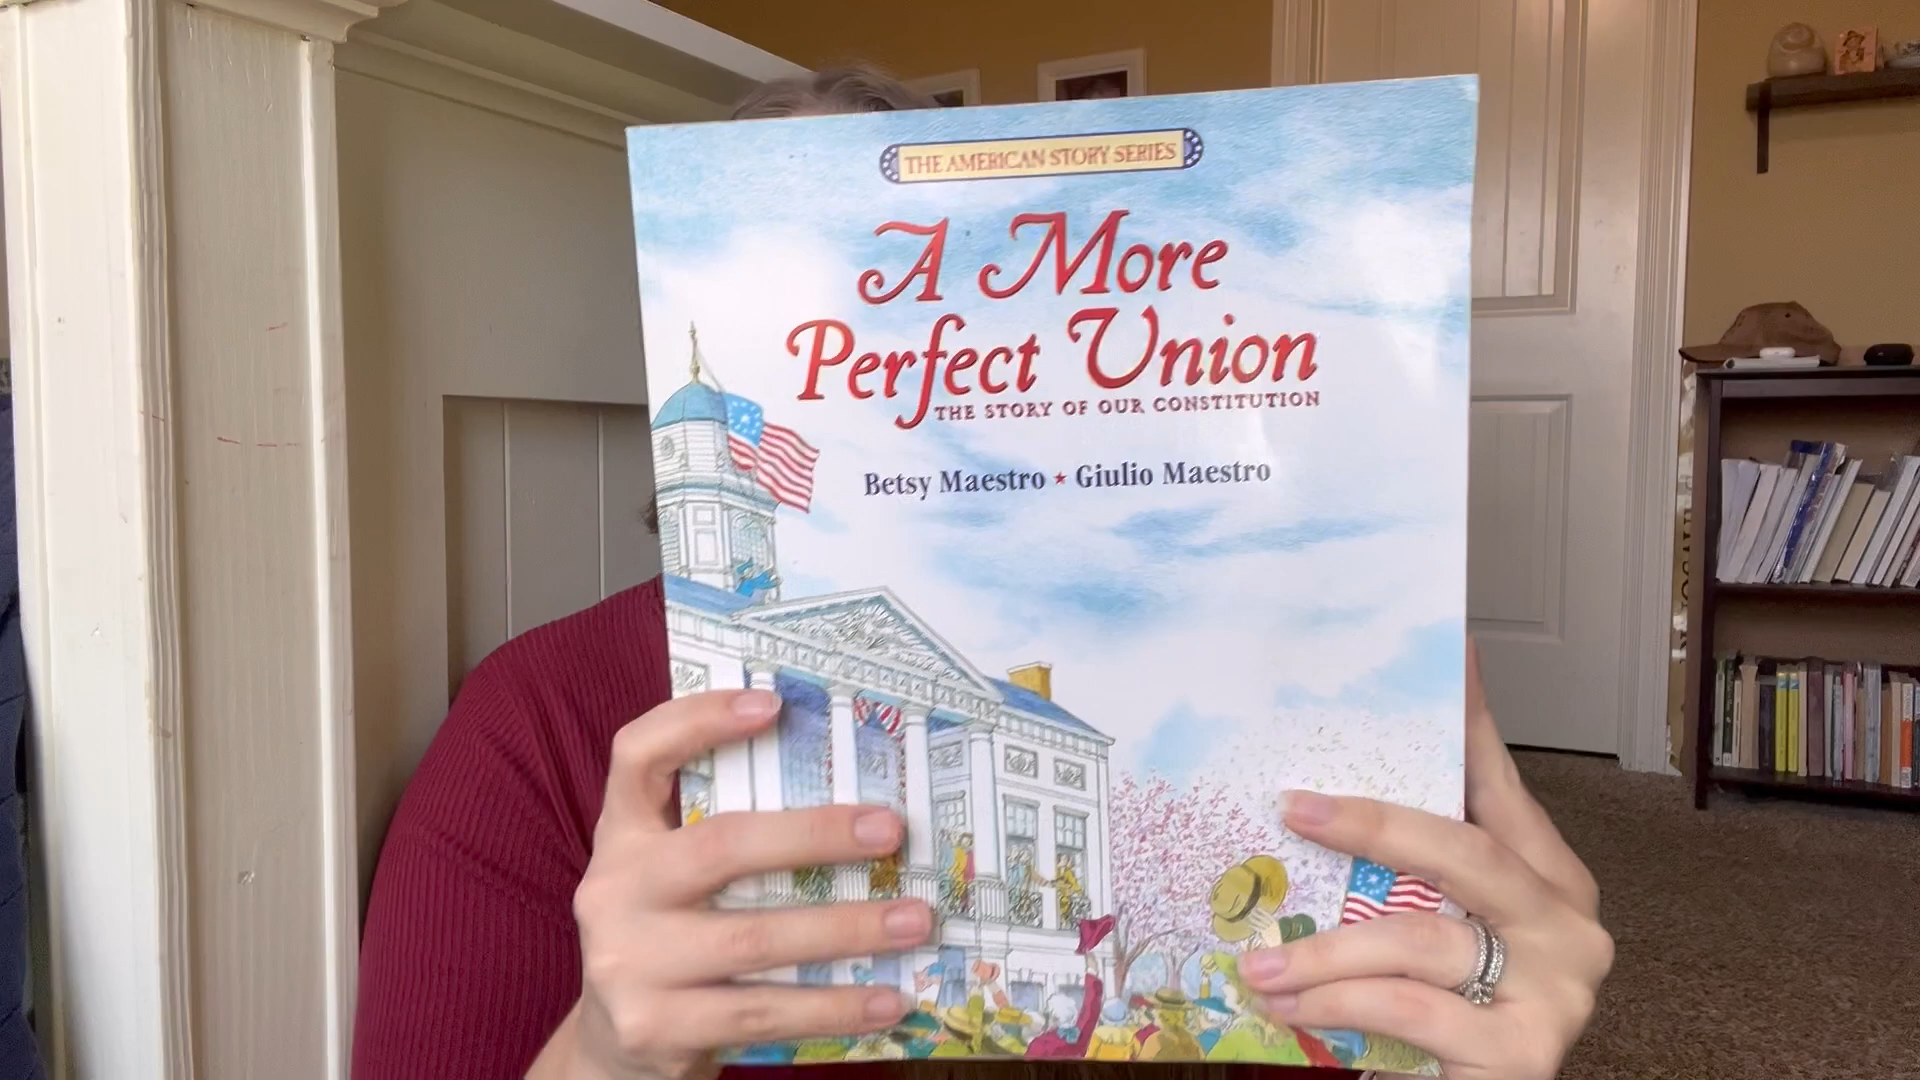 THE AMERICAN STORY SERIES
A More
Perfect Union
THE STORY OF OUR CONSTITUTION
Betsy Maestro ★ Giulio Maestro